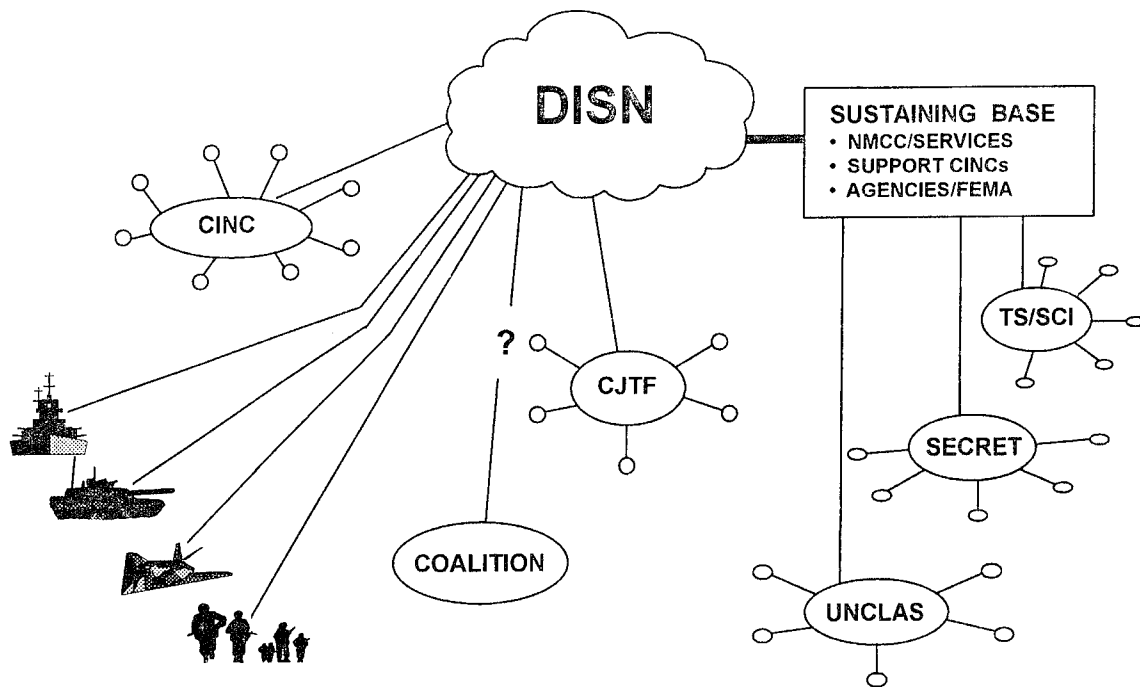 DISN
SUSTAINING BASE
• NMCC/SERVICES
• SUPPORT CINCs
• AGENCIES/FEMA
CINC
TS/SCI
?
CJTF
SECRET
COALITION
UNCLAS